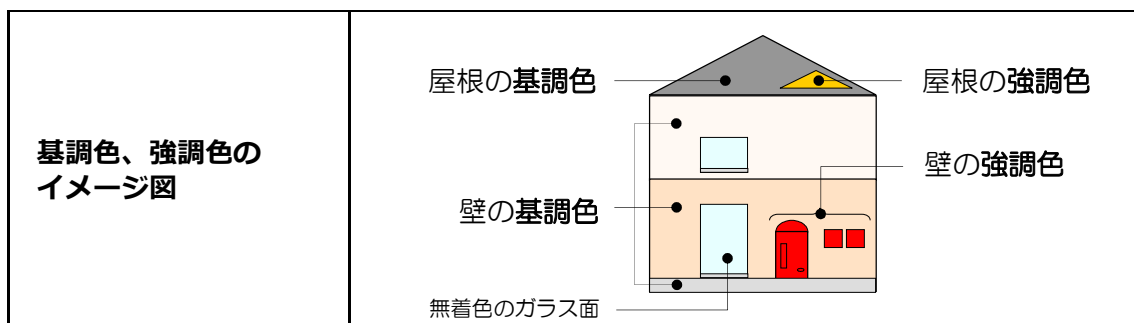 基調色、強調色の
イメージ図
屋根の基調色
屋根の強調色
壁の強調色
壁の基調色
無着色のガラス面